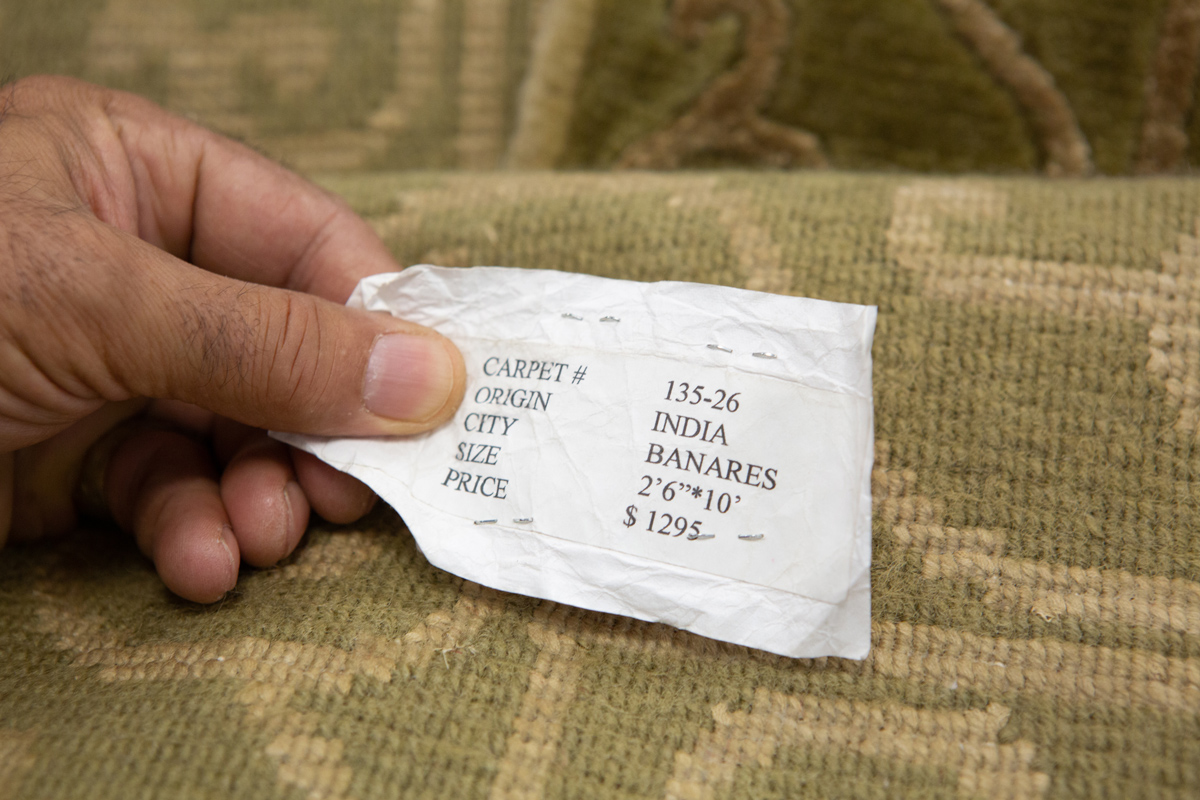 CARPET # 135-26
ORIGIN INDIA
CITY BANARES
SIZE 2'6”*10'
PRICE $ 1295